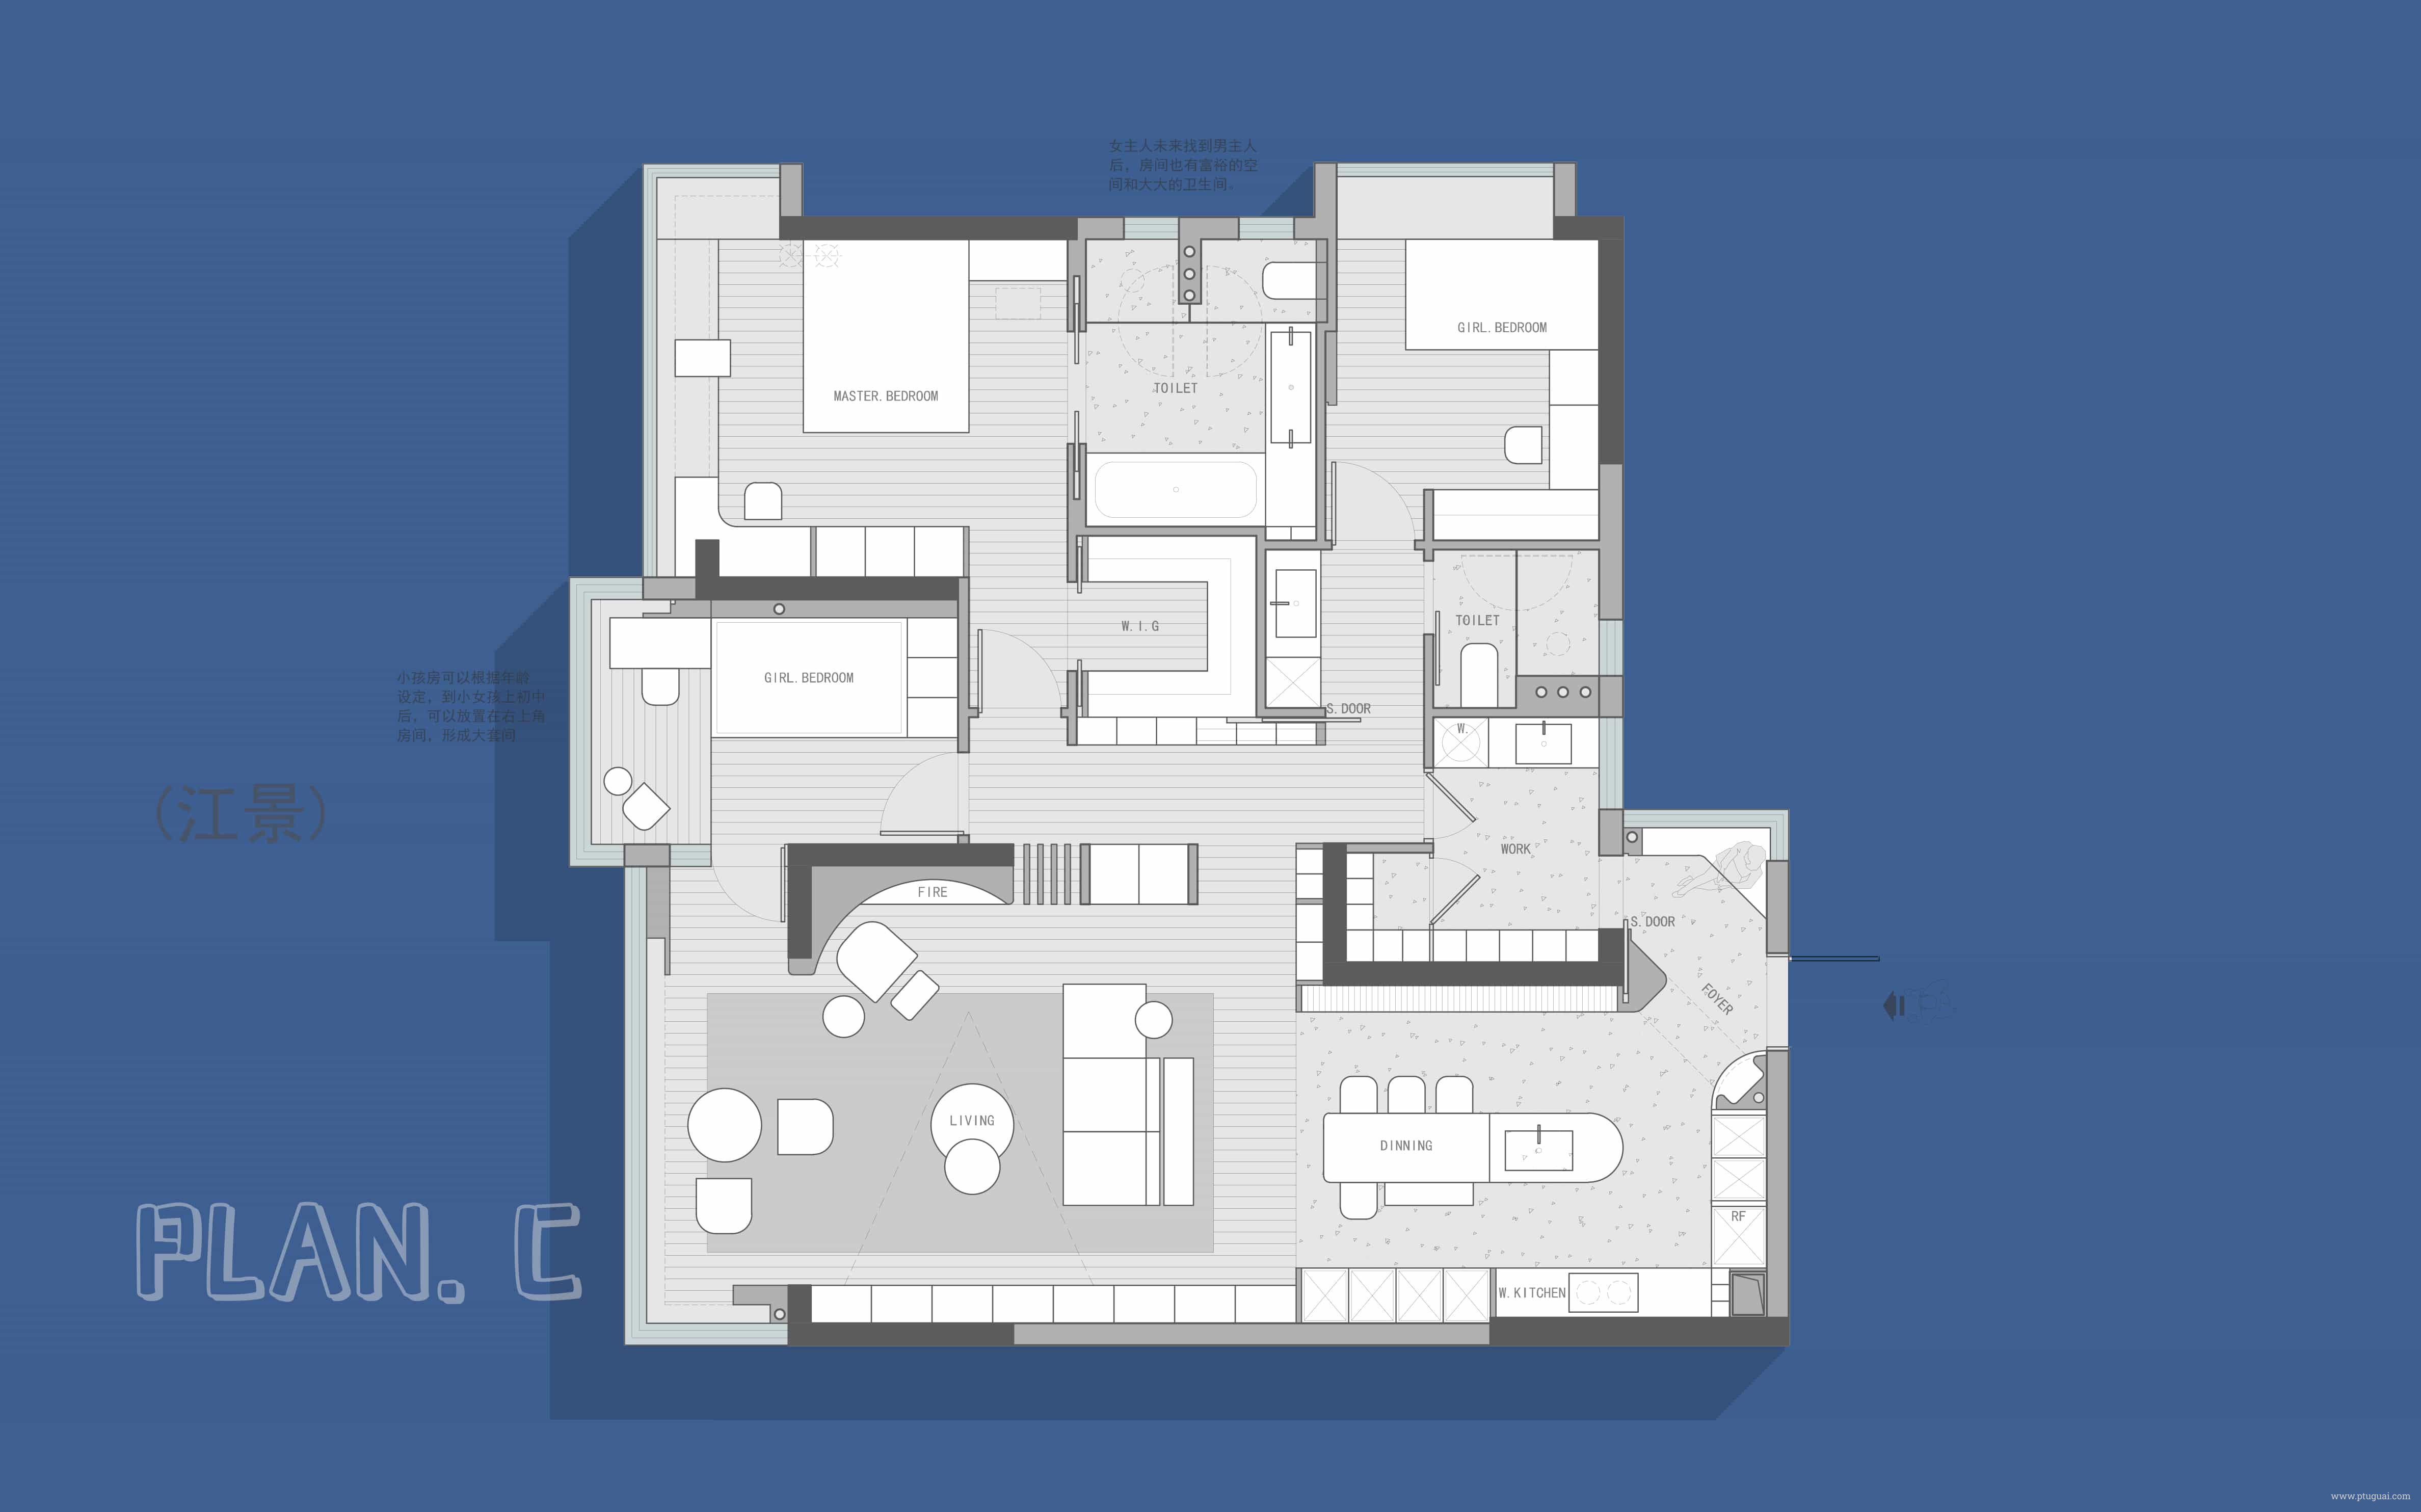 女主人未来找到男主人
后，房间也有富裕的空
间和大大的卫生间。
GIRL.BEDROOM
MASTER.BEDROOM
TOILET
W.I.G
TOILET
GIRL.BEDROOM
小孩房可以根据年龄
设定，到小女孩上初中
后，可以放置在右上角
房间，形成大套间
S.DOOR
W.
(江景)
WORK
FIRE
S.DOOR
FOYER
LIVING
DINNING
RF
PLAN. C
W.KITCHEN
www.ptuguai.com